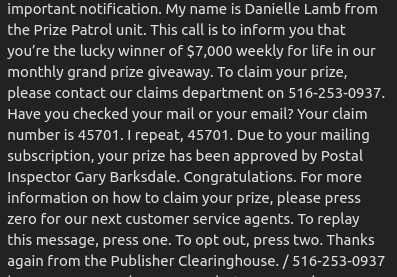 important notification. My name is Danielle Lamb from
the Prize Patrol unit. This call is to inform you that
you’re the lucky winner of $7,000 weekly for life in our
monthly grand prize giveaway. To claim your prize,
please contact our claims department on 516-253-0937.
Have you checked your mail or your email? Your claim
number is 45701. I repeat, 45701. Due to your mailing
subscription, your prize has been approved by Postal
Inspector Gary Barksdale. Congratulations. For more
information on how to claim your prize, please press
zero for our next customer service agents. To replay
this message, press one. To opt out, press two. Thanks
again from the Publisher Clearinghouse. / 516-253-0937